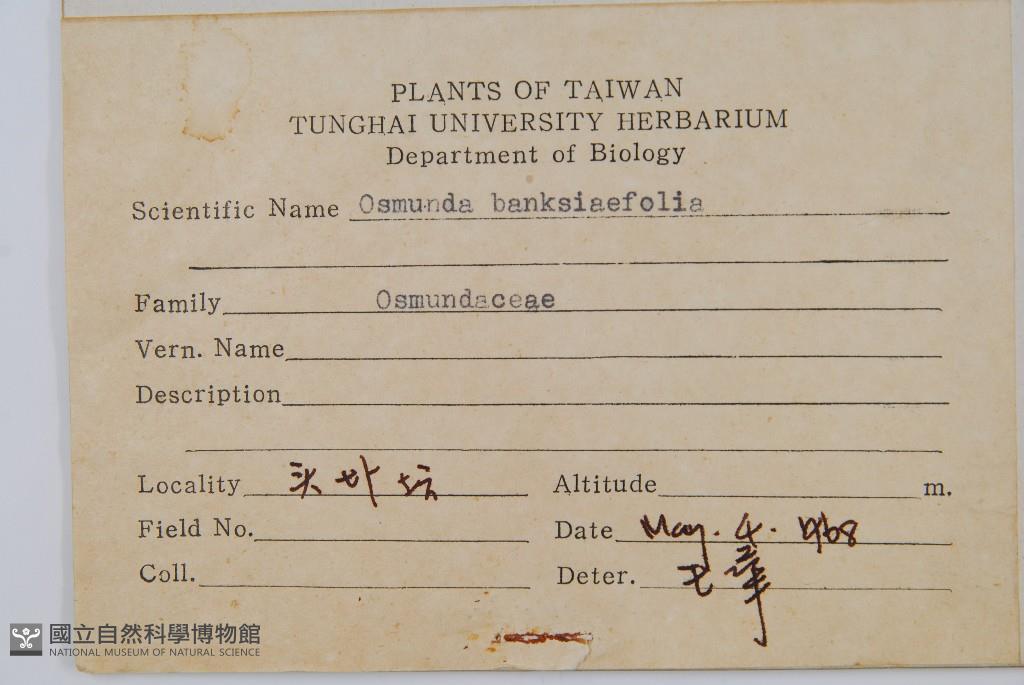 PLANTS OF TAIWAN
TUNGHAI UNIVERSITY HERBARIUM
Department of Biology
Scientific Name Osmunda banksiaefolia
Family Osmundaceae
Vern. Name
Description
Locality 头 坑
Altitude m.
Field No.
Date May. 4. 1968
Coll.
Deter.
國立自然科學博物館
NATIONAL MUSEUM OF NATURAL SCIENCE